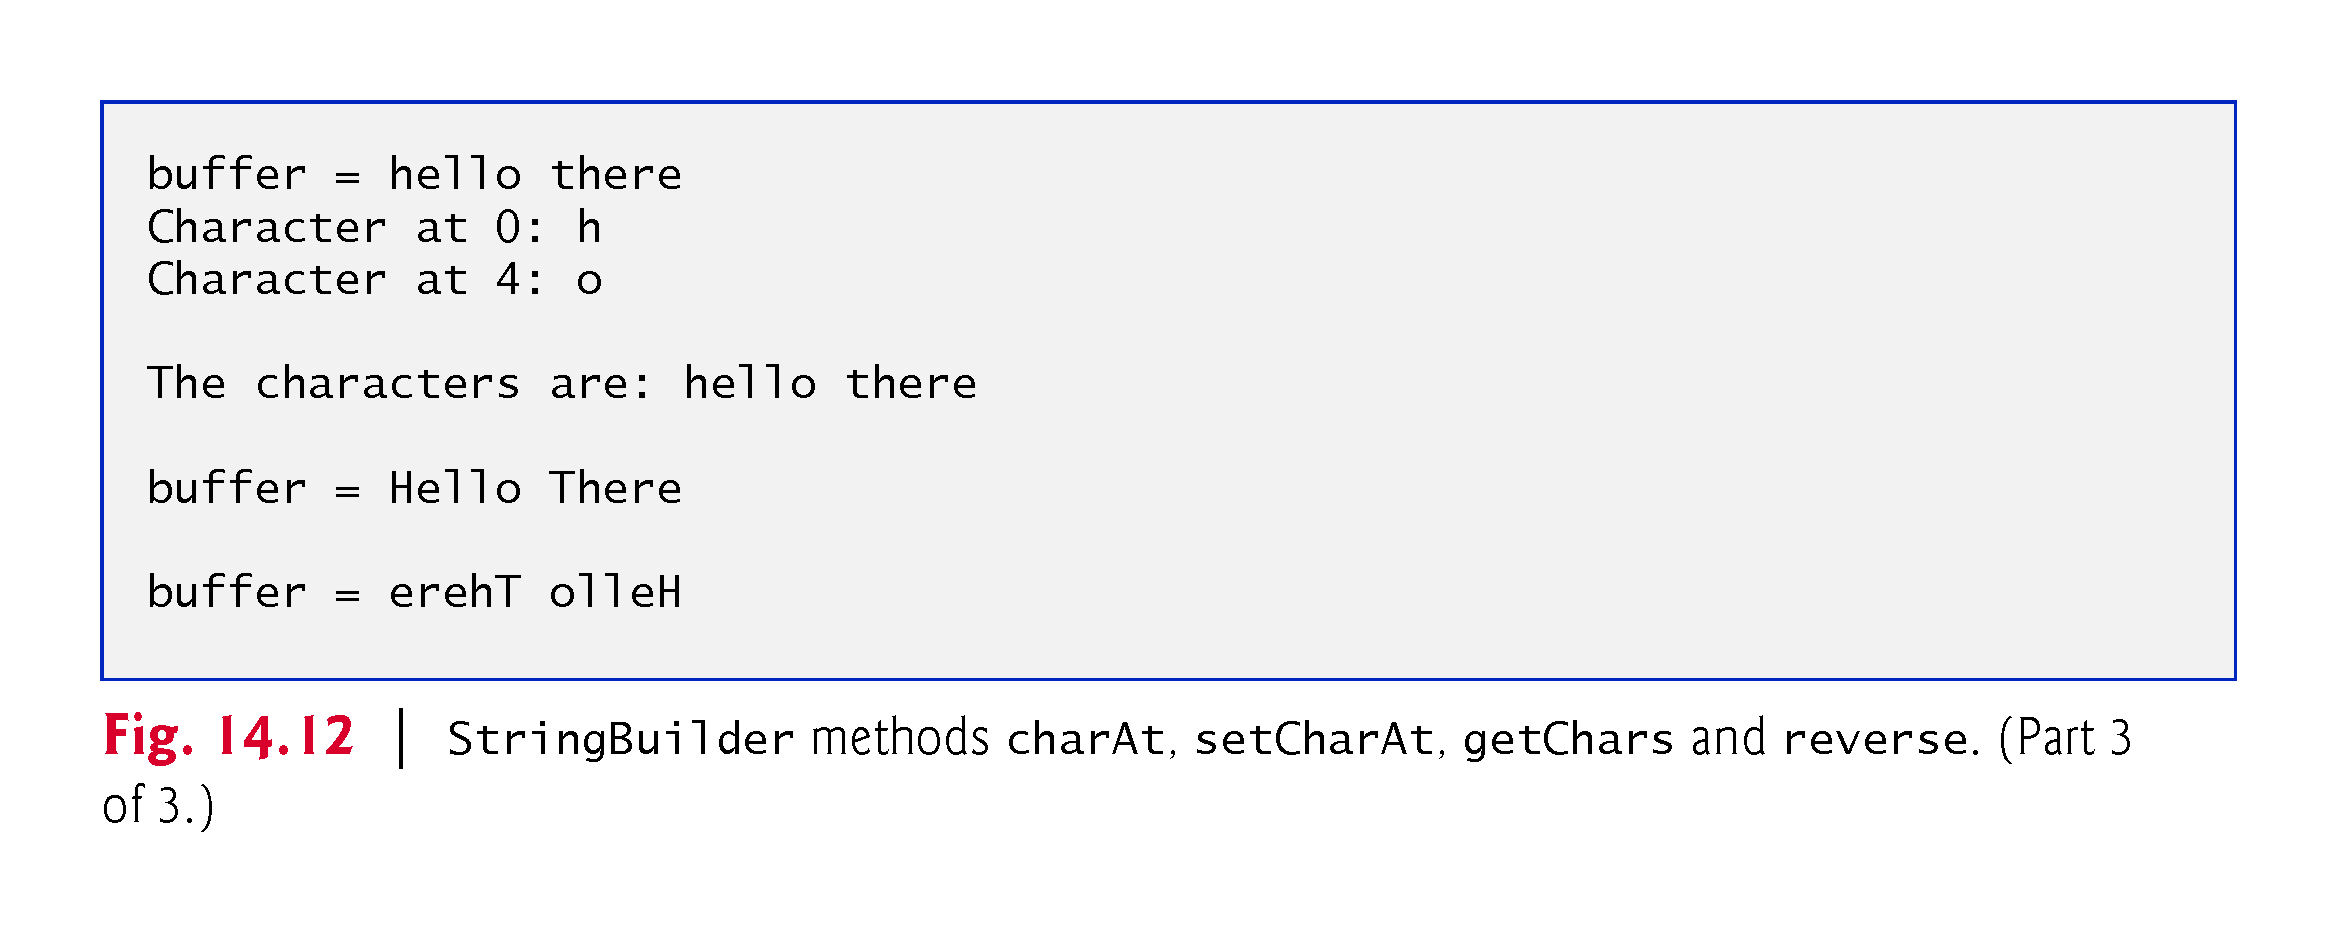 buffer = hello there
Character at 0: h
Character at 4: o
The characters are: hello there
buffer = Hello There
buffer = erehT olleH
Fig. 14.12 | StringBuilder methods charAt, setCharAt, getChars and reverse. (Part 3
of 3.)